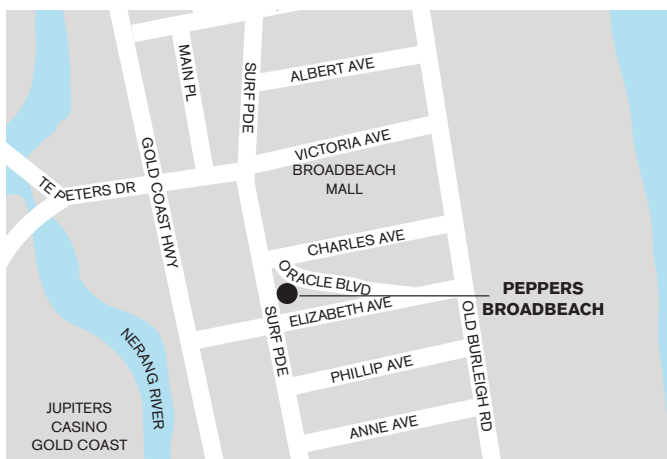 ALBERT AVE
MAIN PL
SURF PDE
VICTORIA AVE
BROADBEACH
MALL
GOLD COAST HWY
TE PETERS DR
CHARLES AVE
ORACLE BLVD
PEPPERS
BROADBEACH
ELIZABETH AVE
SURF PDE
OLD BURLEIGH RD
NERANG RIVER
PHILLIP AVE
JUPITERS
CASINO
GOLD COAST
ANNE AVE